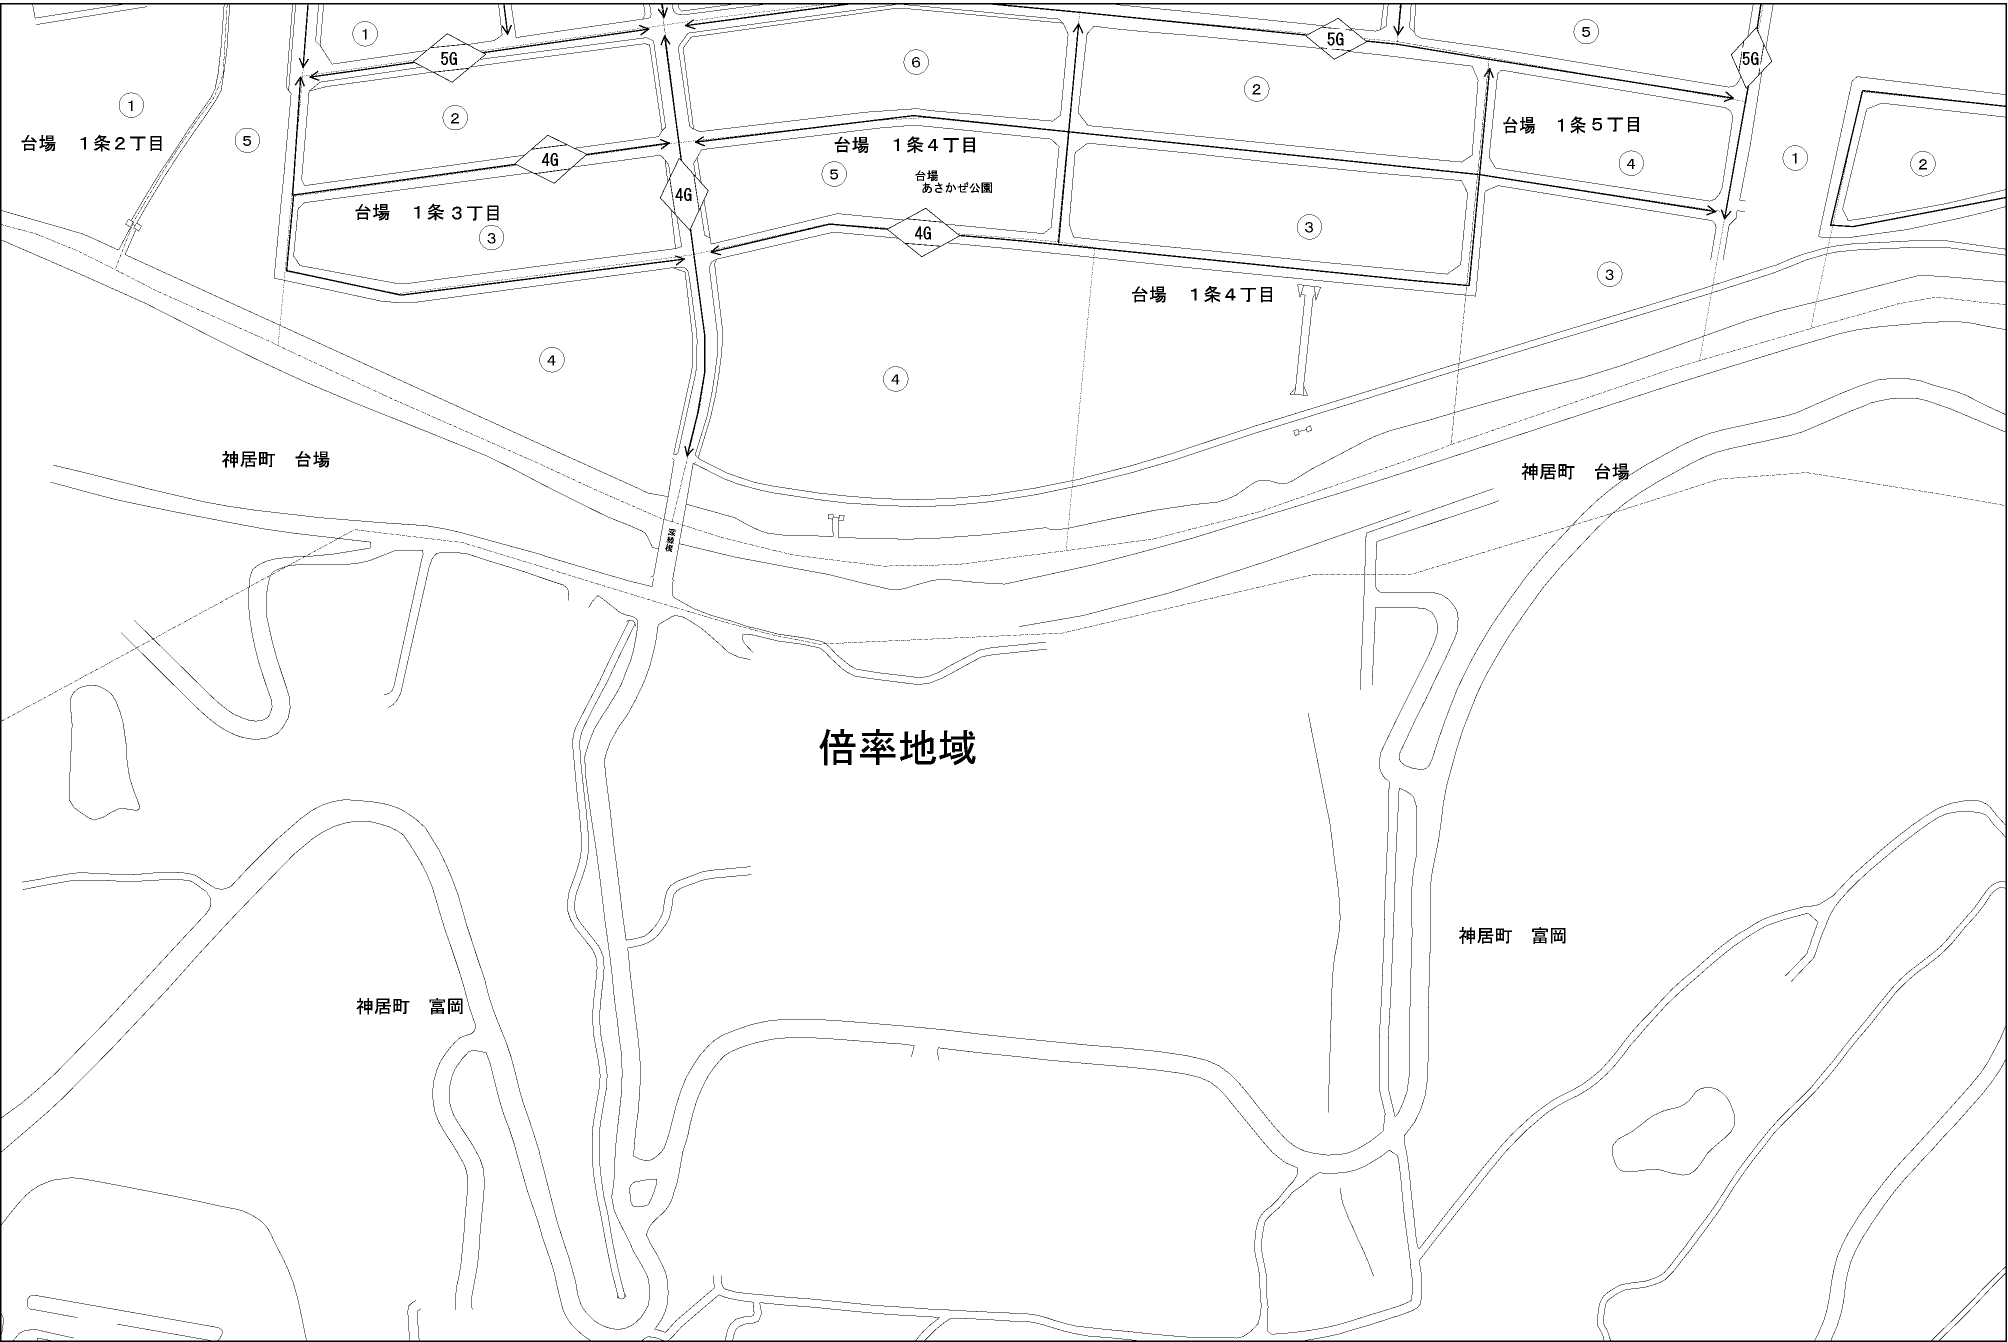 ①
5G
5G
⑤
5G
⑥
①
②
②
台場　１条２丁目
⑤
4G
台場　１条４丁目
台場　１条５丁目
④
①
②
⑤
台場
あさかぜ公園
4G
台場　１条３丁目
③
4G
③
③
台場　１条４丁目
④
④
神居町　台場
神居町　台場
倍率地域
神居町　富岡
神居町　富岡